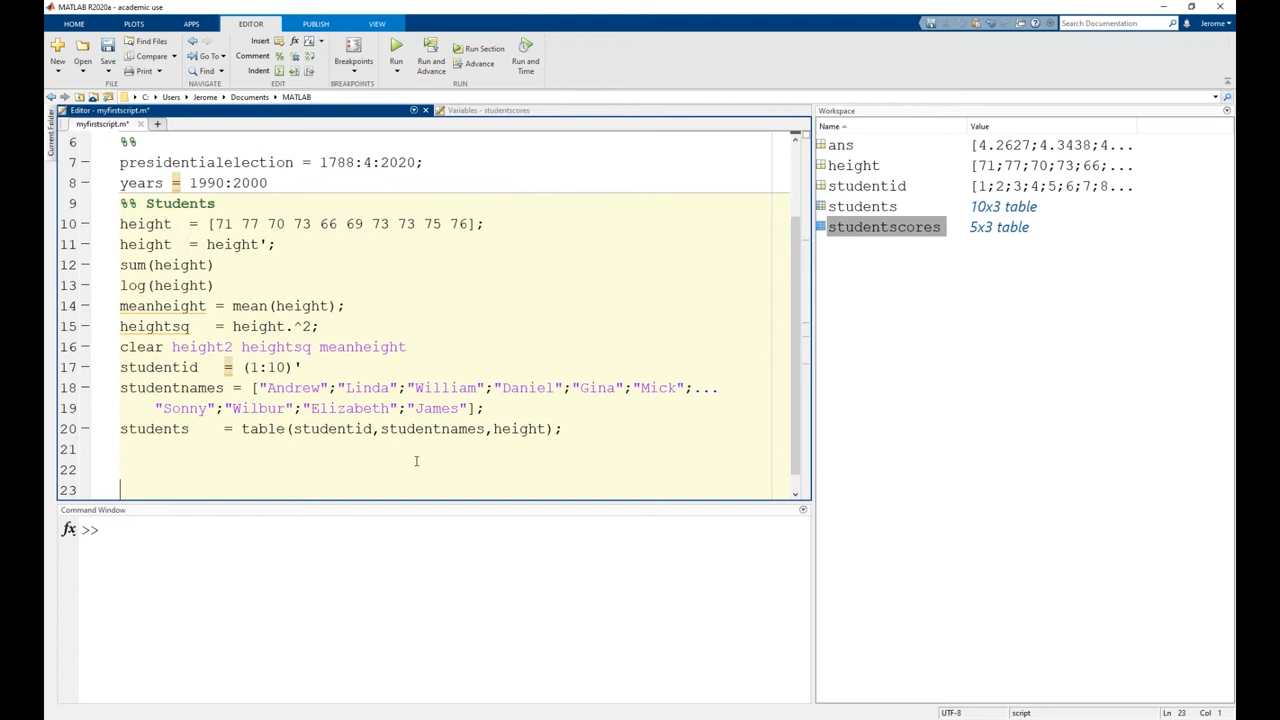 MATLAB R2020a - academic use
HOME PLOTS APPS EDITOR PUBLISH VIEW Search Documentation Jerome
New Open Save Find Files Compare Print Go To Find Insert Comment Indent fx Breakpoints Run Run and Advance Run Section Advance Run and Time
FILE NAVIGATE EDIT BREAKPOINTS RUN
C: Users Jerome Documents MATLAB
Current Folder
Editor - myfirstscript.m* Variables - studentscores
myfirstscript.m*
6 %%
7 presidentialelection = 1788:4:2020;
8 years = 1990:2000
9 %% Students
10 height = [71 77 70 73 66 69 73 73 75 76];
11 height = height';
12 sum(height)
13 log(height)
14 meanheight = mean(height);
15 heightsq = height.^2;
16 clear height2 heightsq meanheight
17 studentid = (1:10)'
18 studentnames = ["Andrew";"Linda";"William";"Daniel";"Gina";"Mick";...
19 "Sonny";"Wilbur";"Elizabeth";"James"];
20 students = table(studentid,studentnames,height);
21
22
23
Command Window
fx >>
Workspace
Name Value
ans [4.2627;4.3438;4...
height [71;77;70;73;66;...
studentid [1;2;3;4;5;6;7;8...
students 10x3 table
studentscores 5x3 table
UTF-8 script Ln 23 Col 1